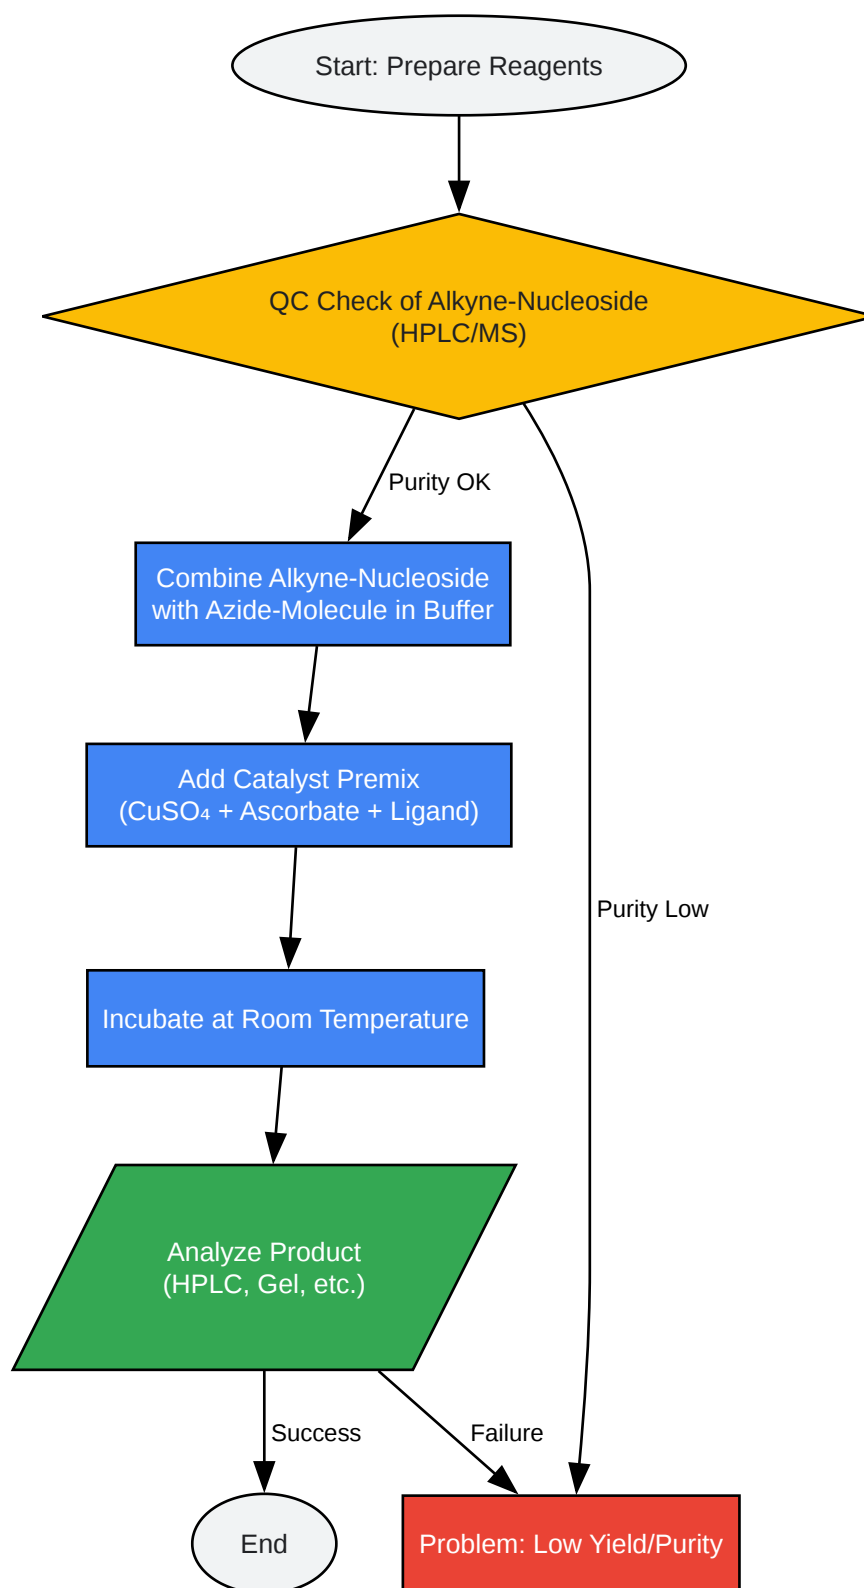 Start: Prepare Reagents
QC Check of Alkyne-Nucleoside
(HPLC/MS)
Purity OK
Combine Alkyne-Nucleoside
with Azide-Molecule in Buffer
Add Catalyst Premix
(CuSO₄ + Ascorbate + Ligand)
Purity Low
Incubate at Room Temperature
Analyze Product
(HPLC, Gel, etc.)
Success
Failure
End
Problem: Low Yield/Purity